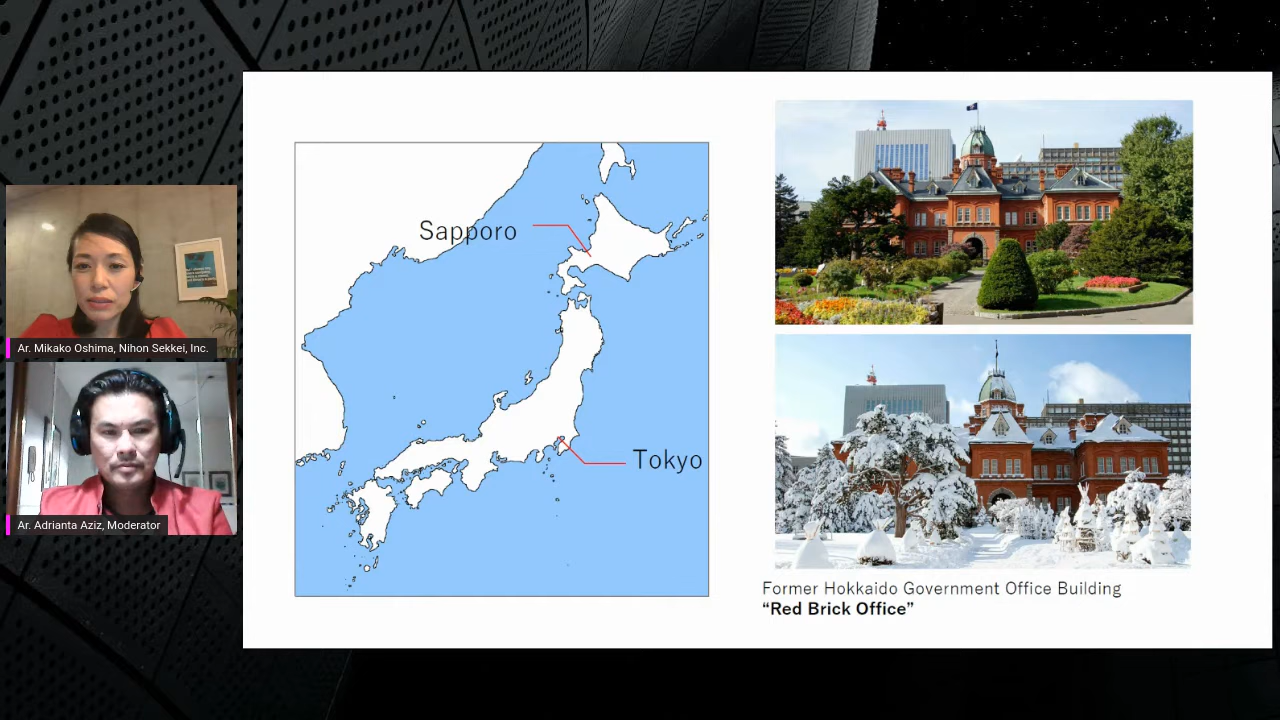 Sapporo
Tokyo
Former Hokkaido Government Office Building
“Red Brick Office”
Ar. Mikako Oshima, Nihon Sekkei, Inc.
Ar. Adrianta Aziz, Moderator